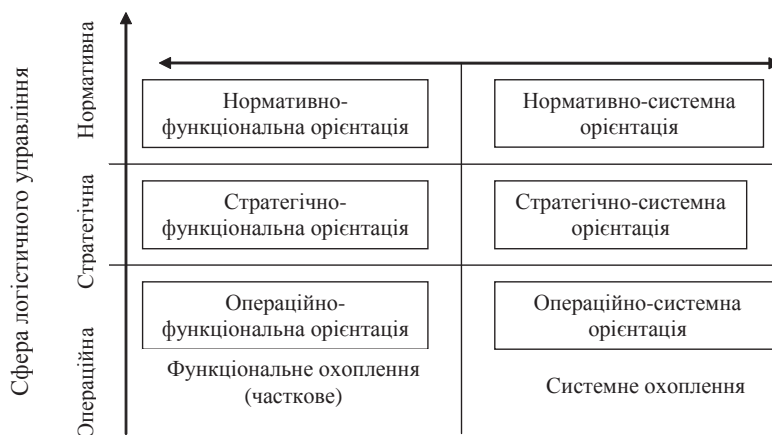 Сфера логістичного управління
Нормативна
Нормативно-
функціональна орієнтація
Нормативно-системна
орієнтація
Стратегічна
Стратегічно-
функціональна орієнтація
Стратегічно-системна
орієнтація
Операційна
Операційно-
функціональна орієнтація
Операційно-системна
орієнтація
Функціональне охоплення
(часткове)
Системне охоплення